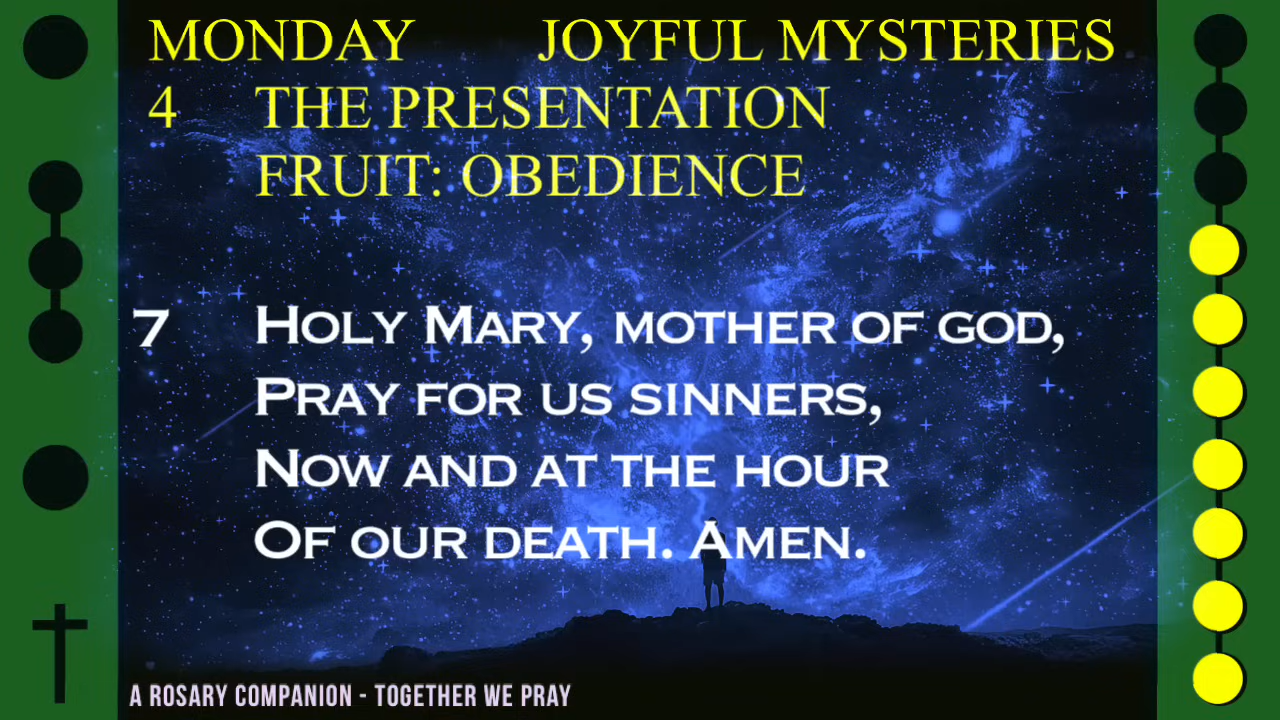 MONDAY JOYFUL MYSTERIES
4 THE PRESENTATION
FRUIT: OBEDIENCE
7 HOLY MARY, MOTHER OF GOD,
PRAY FOR US SINNERS,
NOW AND AT THE HOUR
OF OUR DEATH. AMEN.
A ROSARY COMPANION - TOGETHER WE PRAY